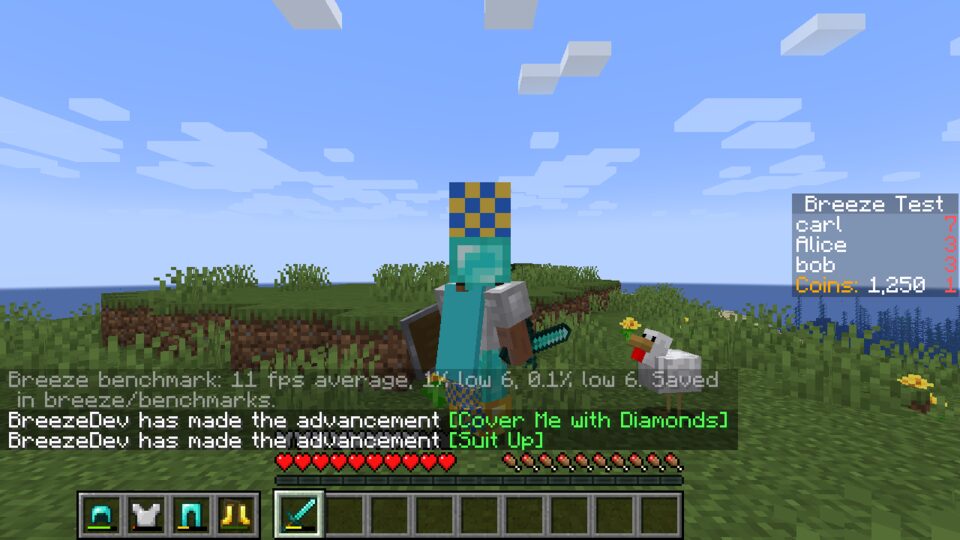 Breeze Test
carl 7
Alice 3
bob 3
Coins: 1,250 1
Breeze benchmark: 11 fps average, 1% low 6, 0.1% low 6. Saved
in breeze/benchmarks.
BreezeDev has made the advancement [Cover Me with Diamonds]
BreezeDev has made the advancement [Suit Up]